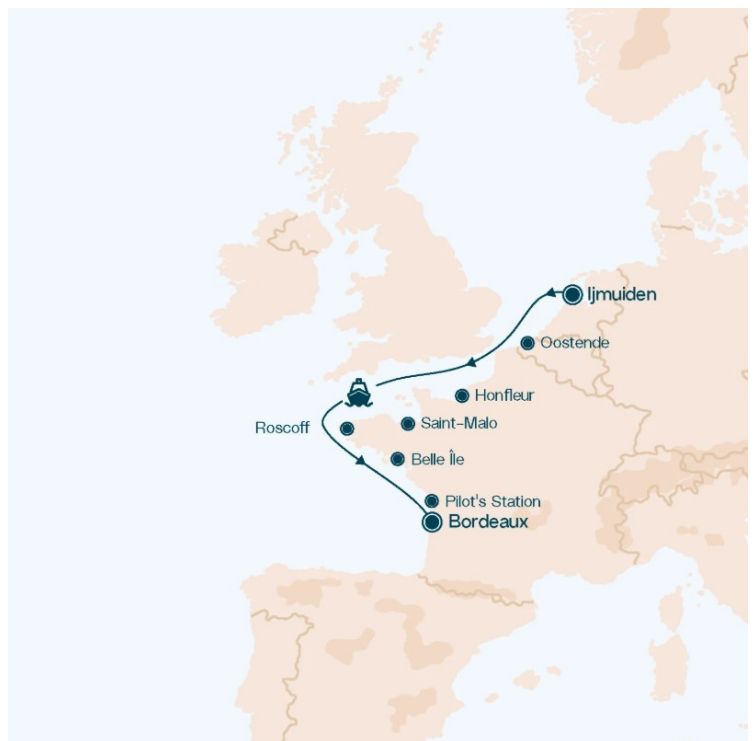 Ijmuiden
Oostende
Honfleur
Saint-Malo
Roscoff
Belle Île
Pilot's Station
Bordeaux